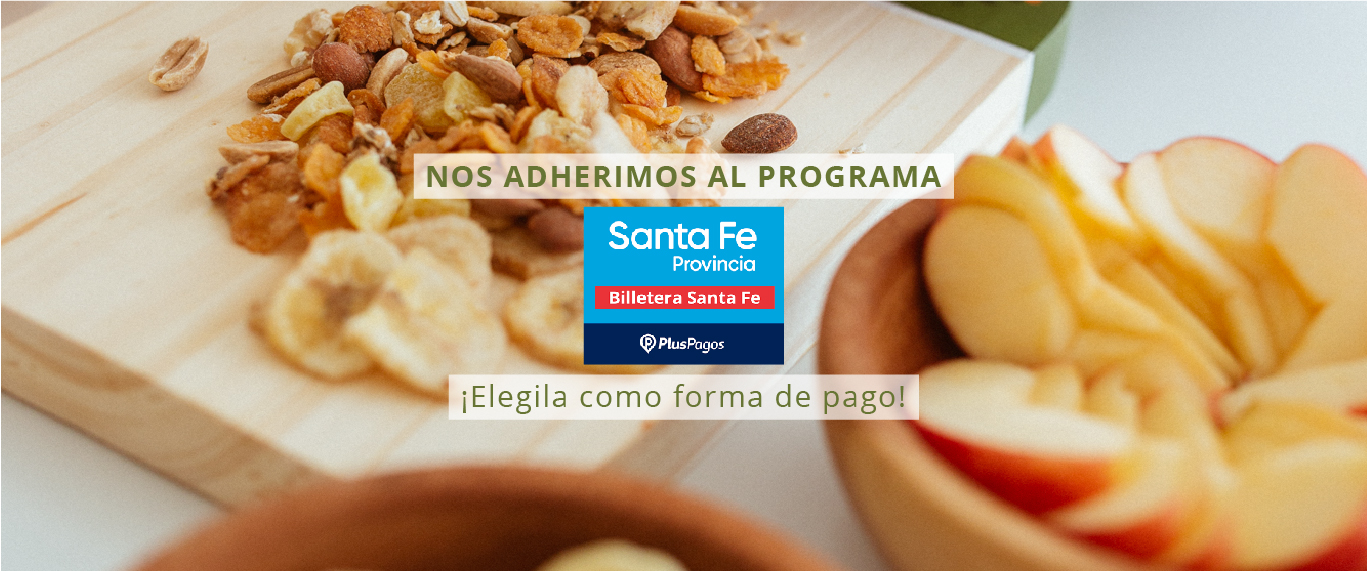 NOS ADHERIMOS AL PROGRAMA
Santa Fe
Provincia
Billetera Santa Fe
PlusPagos
¡Elegila como forma de pago!